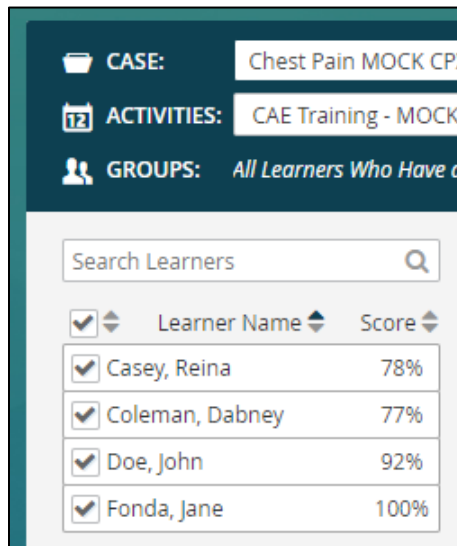 CASE: Chest Pain MOCK
ACTIVITIES: CAE Training - MOCK
12
GROUPS: All Learners Who Have
Search Learners
Learner Name Score
Casey, Reina 78%
Coleman, Dabney 77%
Doe, John 92%
Fonda, Jane 100%